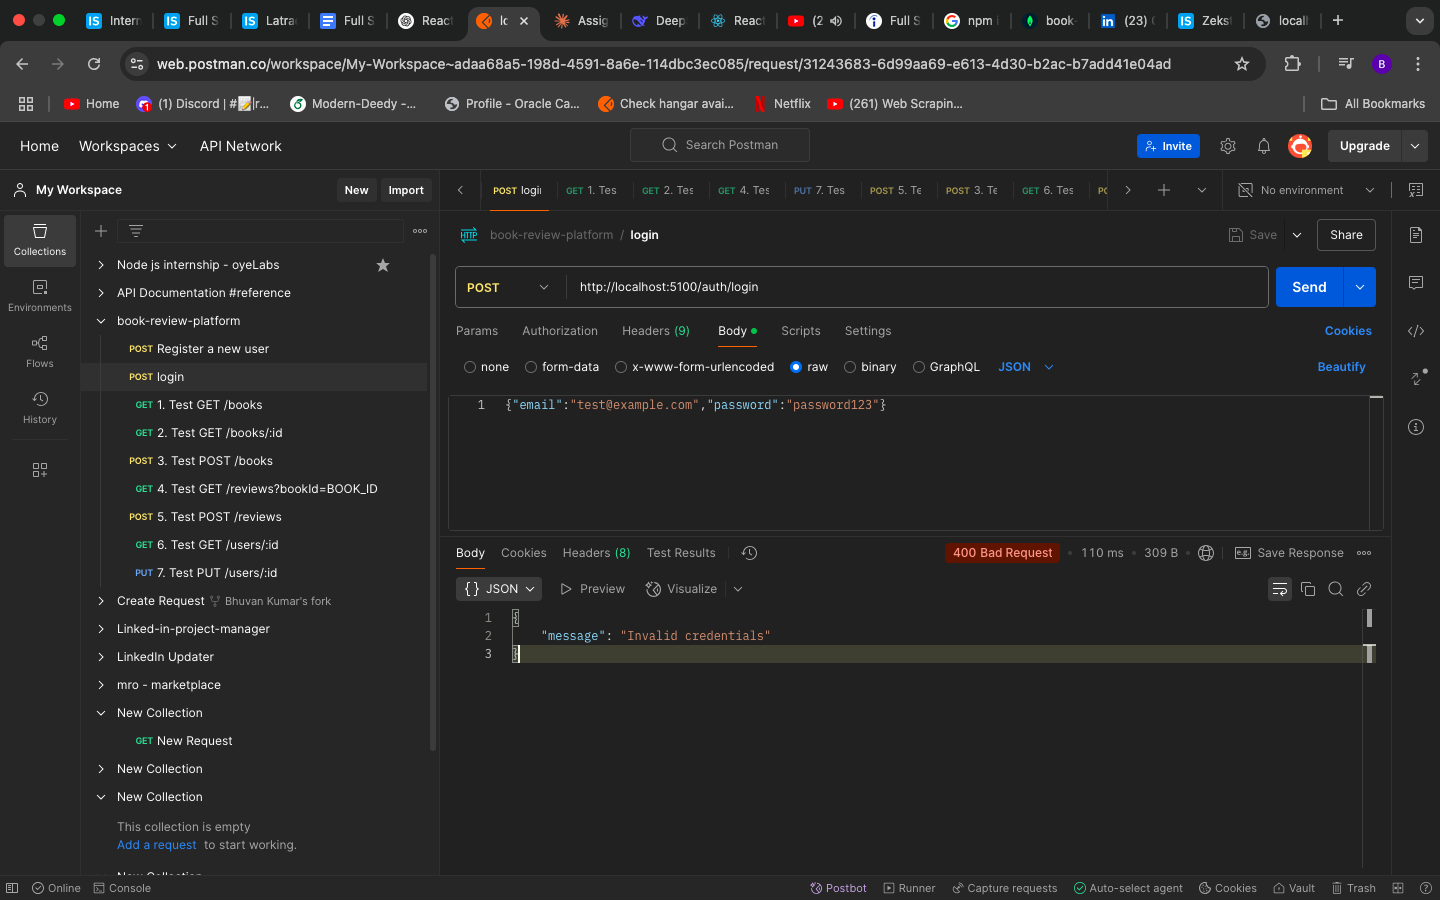 Intern
Full S
Latra
Full S
React
lo
Assig
Deep
React
(2
Full S
npm i
book-
(23) 
Zekst
localh
web.postman.co/workspace/My-Workspace~adaa68a5-198d-4591-8a6e-114dbc3ec085/request/31243683-6d99aa69-e613-4d30-b2ac-b7add41e04ad
B
Home
(1) Discord | #📝|r...
Modern-Deedy -...
Profile - Oracle Ca...
Check hangar avai...
Netflix
(261) Web Scrapin...
All Bookmarks
Home
Workspaces
API Network
Search Postman
Invite
Upgrade
My Workspace
New
Import
POST login
GET 1. Tes
GET 2. Tes
GET 4. Tes
PUT 7. Tes
POST 5. Te
POST 3. Te
GET 6. Tes
No environment
Collections
Environments
Flows
History
Node js internship - oyeLabs
API Documentation #reference
book-review-platform
POST Register a new user
POST login
GET 1. Test GET /books
GET 2. Test GET /books/:id
POST 3. Test POST /books
GET 4. Test GET /reviews?bookId=BOOK_ID
POST 5. Test POST /reviews
GET 6. Test GET /users/:id
PUT 7. Test PUT /users/:id
Create Request Bhuvan Kumar's fork
Linked-in-project-manager
LinkedIn Updater
mro - marketplace
New Collection
GET New Request
New Collection
New Collection
This collection is empty
Add a request to start working.
New Collection
HTTP book-review-platform / login
Save
Share
POST http://localhost:5100/auth/login
Send
Params Authorization Headers (9) Body Scripts Settings
Cookies
none form-data x-www-form-urlencoded raw binary GraphQL JSON
Beautify
1 {"email":"test@example.com","password":"password123"}
Body Cookies Headers (8) Test Results
400 Bad Request • 110 ms • 309 B
Save Response
{} JSON Preview Visualize
1 {
2 "message": "Invalid credentials"
3 }
Online
Console
Postbot
Runner
Capture requests
Auto-select agent
Cookies
Vault
Trash